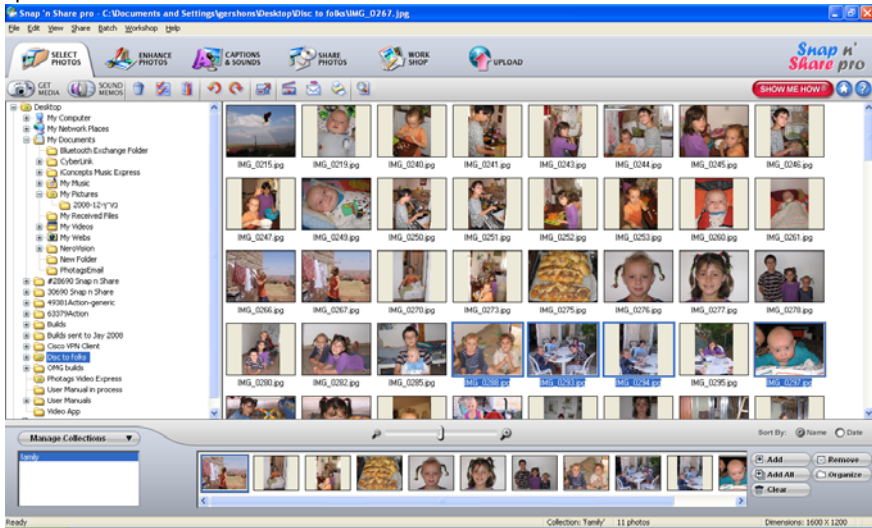 Snap 'n Share pro - C:\Documents and Settings\gershons\Desktop\Disc to folks\IMG_0267.jpg
File Edit View Share Batch Workshop Help
SELECT PHOTOS
ENHANCE PHOTOS
CAPTIONS & SOUNDS
SHARE PHOTOS
WORK SHOP
UPLOAD
Snap n' Share pro
GET MEDIA
SOUND MEMOS
SHOW ME HOW
Desktop
My Computer
My Network Places
My Documents
Bluetooth Exchange Folder
CyberLink
iConcepts Music Express
My Music
My Pictures
2008-12-
My Received Files
My Videos
My Webs
NeroVision
New Folder
PhotagsEmail
#28690 Snap n Share
30690 Snap n Share
49381Action-generic
63379Action
Builds
Builds sent to Jay 2008
Cisco VPN Client
Disc to folks
OMG builds
Photags Video Express
User Manual in process
User Manuals
Video App
IMG_0215.jpg IMG_0219.jpg IMG_0240.jpg IMG_0241.jpg IMG_0243.jpg IMG_0244.jpg IMG_0245.jpg IMG_0246.jpg
IMG_0247.jpg IMG_0249.jpg IMG_0250.jpg IMG_0251.jpg IMG_0252.jpg IMG_0253.jpg IMG_0260.jpg IMG_0261.jpg
IMG_0266.jpg IMG_0267.jpg IMG_0270.jpg IMG_0273.jpg IMG_0275.jpg IMG_0276.jpg IMG_0277.jpg IMG_0278.jpg
IMG_0280.jpg IMG_0282.jpg IMG_0285.jpg IMG_0288.jpg IMG_0293.jpg IMG_0294.jpg IMG_0295.jpg IMG_0297.jpg
Manage Collections
Sort By: Name Date
family
Add Remove
Add All Organize
Clear
Ready Collection: 'Family' 11 photos Dimensions: 1600 X 1200